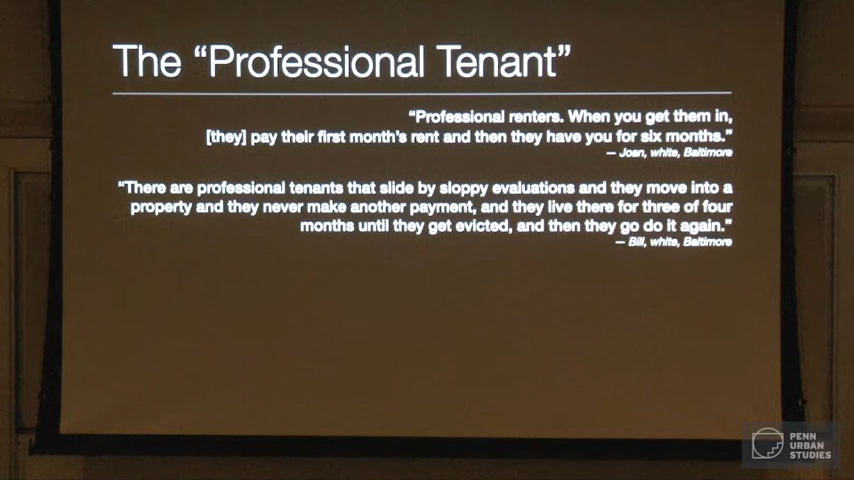 The “Professional Tenant”
“Professional renters. When you get them in,
[they] pay their first month’s rent and then they have you for six months.”
— Joan, white, Baltimore
“There are professional tenants that slide by sloppy evaluations and they move into a
property and they never make another payment, and they live there for three of four
months until they get evicted, and then they go do it again.”
— Bill, white, Baltimore
PENN
URBAN
STUDIES